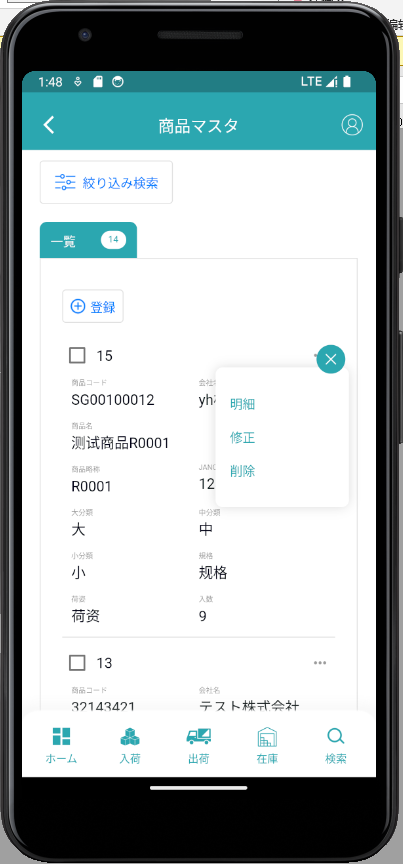 1:48 LTE
商品マスタ
絞り込み検索
一覧 14
登録
15
商品コード
SG00100012
商品名
测试商品R0001
商品略称
R0001
12
明細
修正
削除
大分類 中分類
大 中
小分類 規格
小 规格
荷姿 入数
荷资 9
13
商品コード 会社名
32143421 テスト株式会社
ホーム 入荷 出荷 在庫 検索